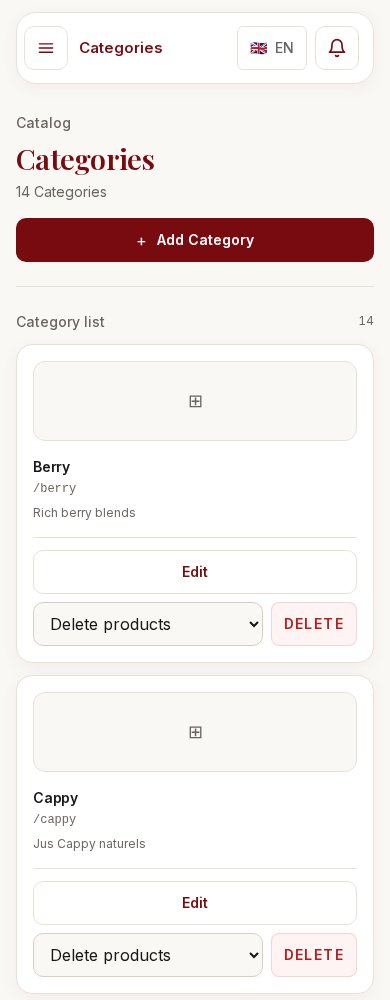 Categories
EN
Catalog
Categories
14 Categories
+ Add Category
Category list
14
Berry
/berry
Rich berry blends
Edit
Delete products
DELETE
Cappy
/cappy
Jus Cappy naturels
Edit
Delete products
DELETE